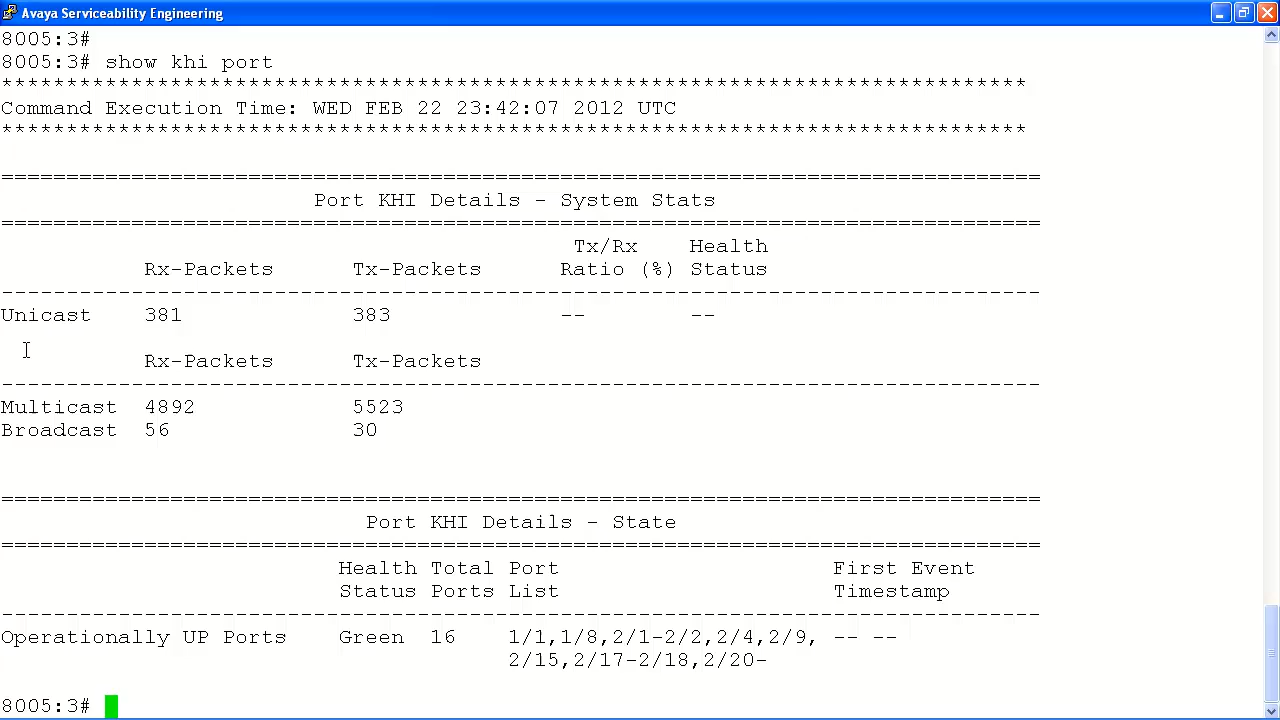 Avaya Serviceability Engineering
8005:3#
8005:3# show khi port
*******************************************************************************
Command Execution Time: WED FEB 22 23:42:07 2012 UTC
*******************************************************************************
================================================================================
Port KHI Details - System Stats
================================================================================
Tx/Rx Health
Rx-Packets Tx-Packets Ratio (%) Status
--------------------------------------------------------------------------------
Unicast 381 383 -- --
Rx-Packets Tx-Packets
--------------------------------------------------------------------------------
Multicast 4892 5523
Broadcast 56 30
================================================================================
Port KHI Details - State
================================================================================
Health Total Port First Event
Status Ports List Timestamp
--------------------------------------------------------------------------------
Operationally UP Ports Green 16 1/1,1/8,2/1-2/2,2/4,2/9, -- --
2/15,2/17-2/18,2/20-
8005:3#